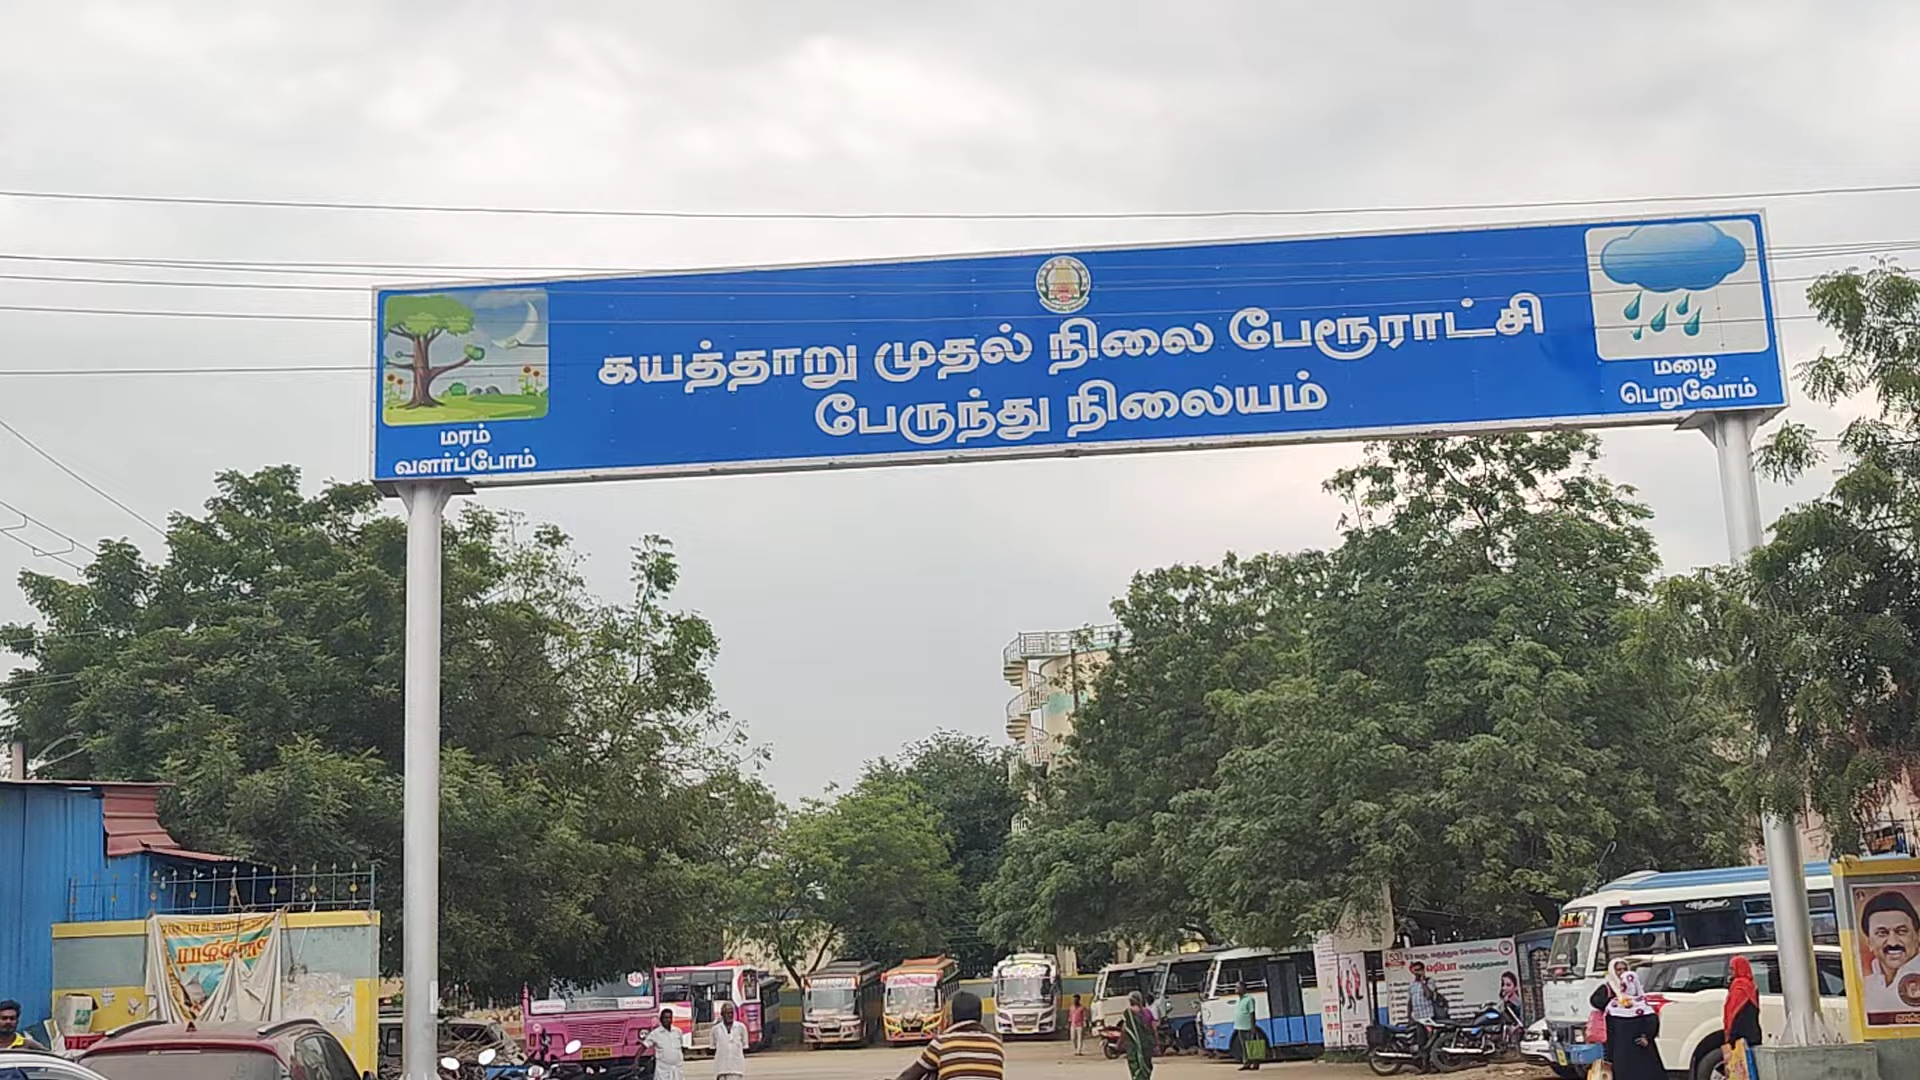 கயத்தாறு முதல் நிலை பேரூராட்சி
பேருந்து நிலையம்
மரம்
வளர்ப்போம்
மழை
பெறுவோம்